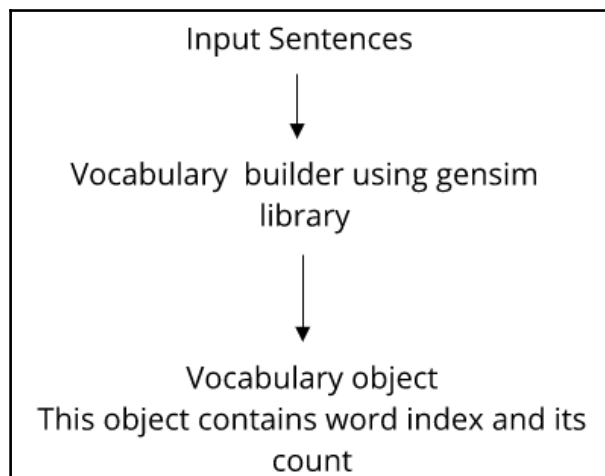 Input Sentences
Vocabulary  builder using gensim
library
Vocabulary object
This object contains word index and its
count